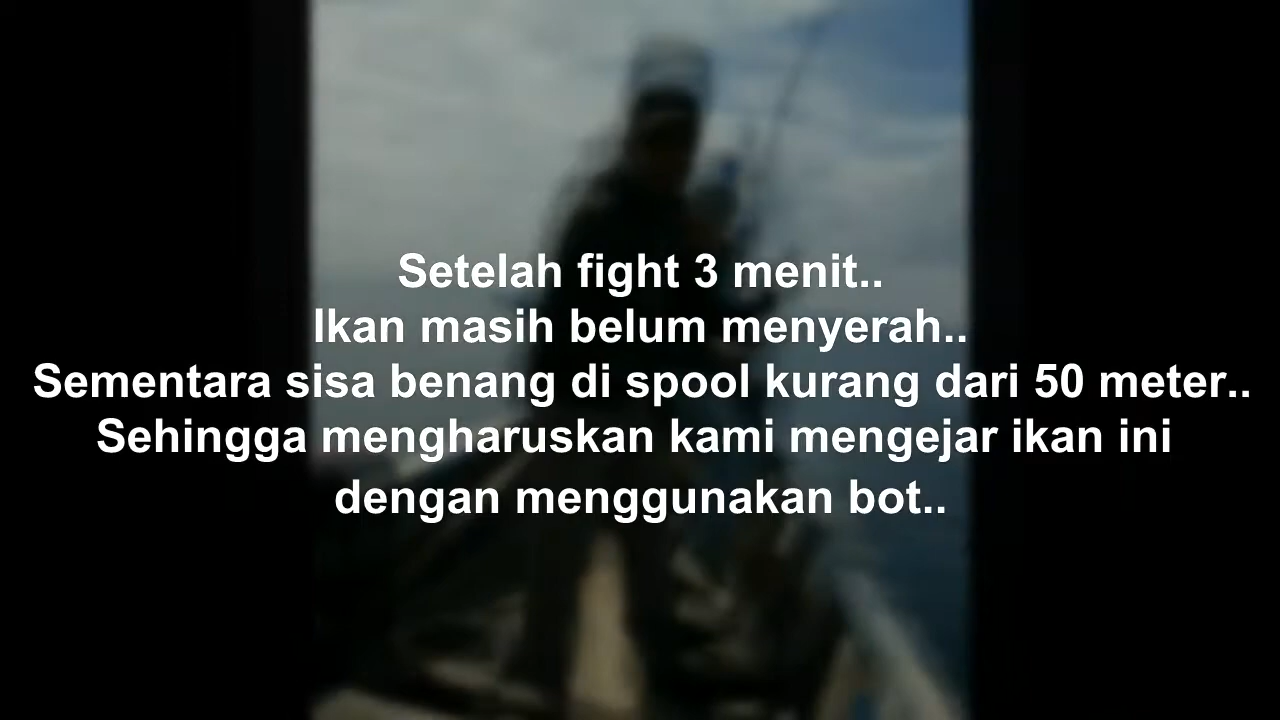 Setelah fight 3 menit..
Ikan masih belum menyerah..
Sementara sisa benang di spool kurang dari 50 meter..
Sehingga mengharuskan kami mengejar ikan ini
dengan menggunakan bot..